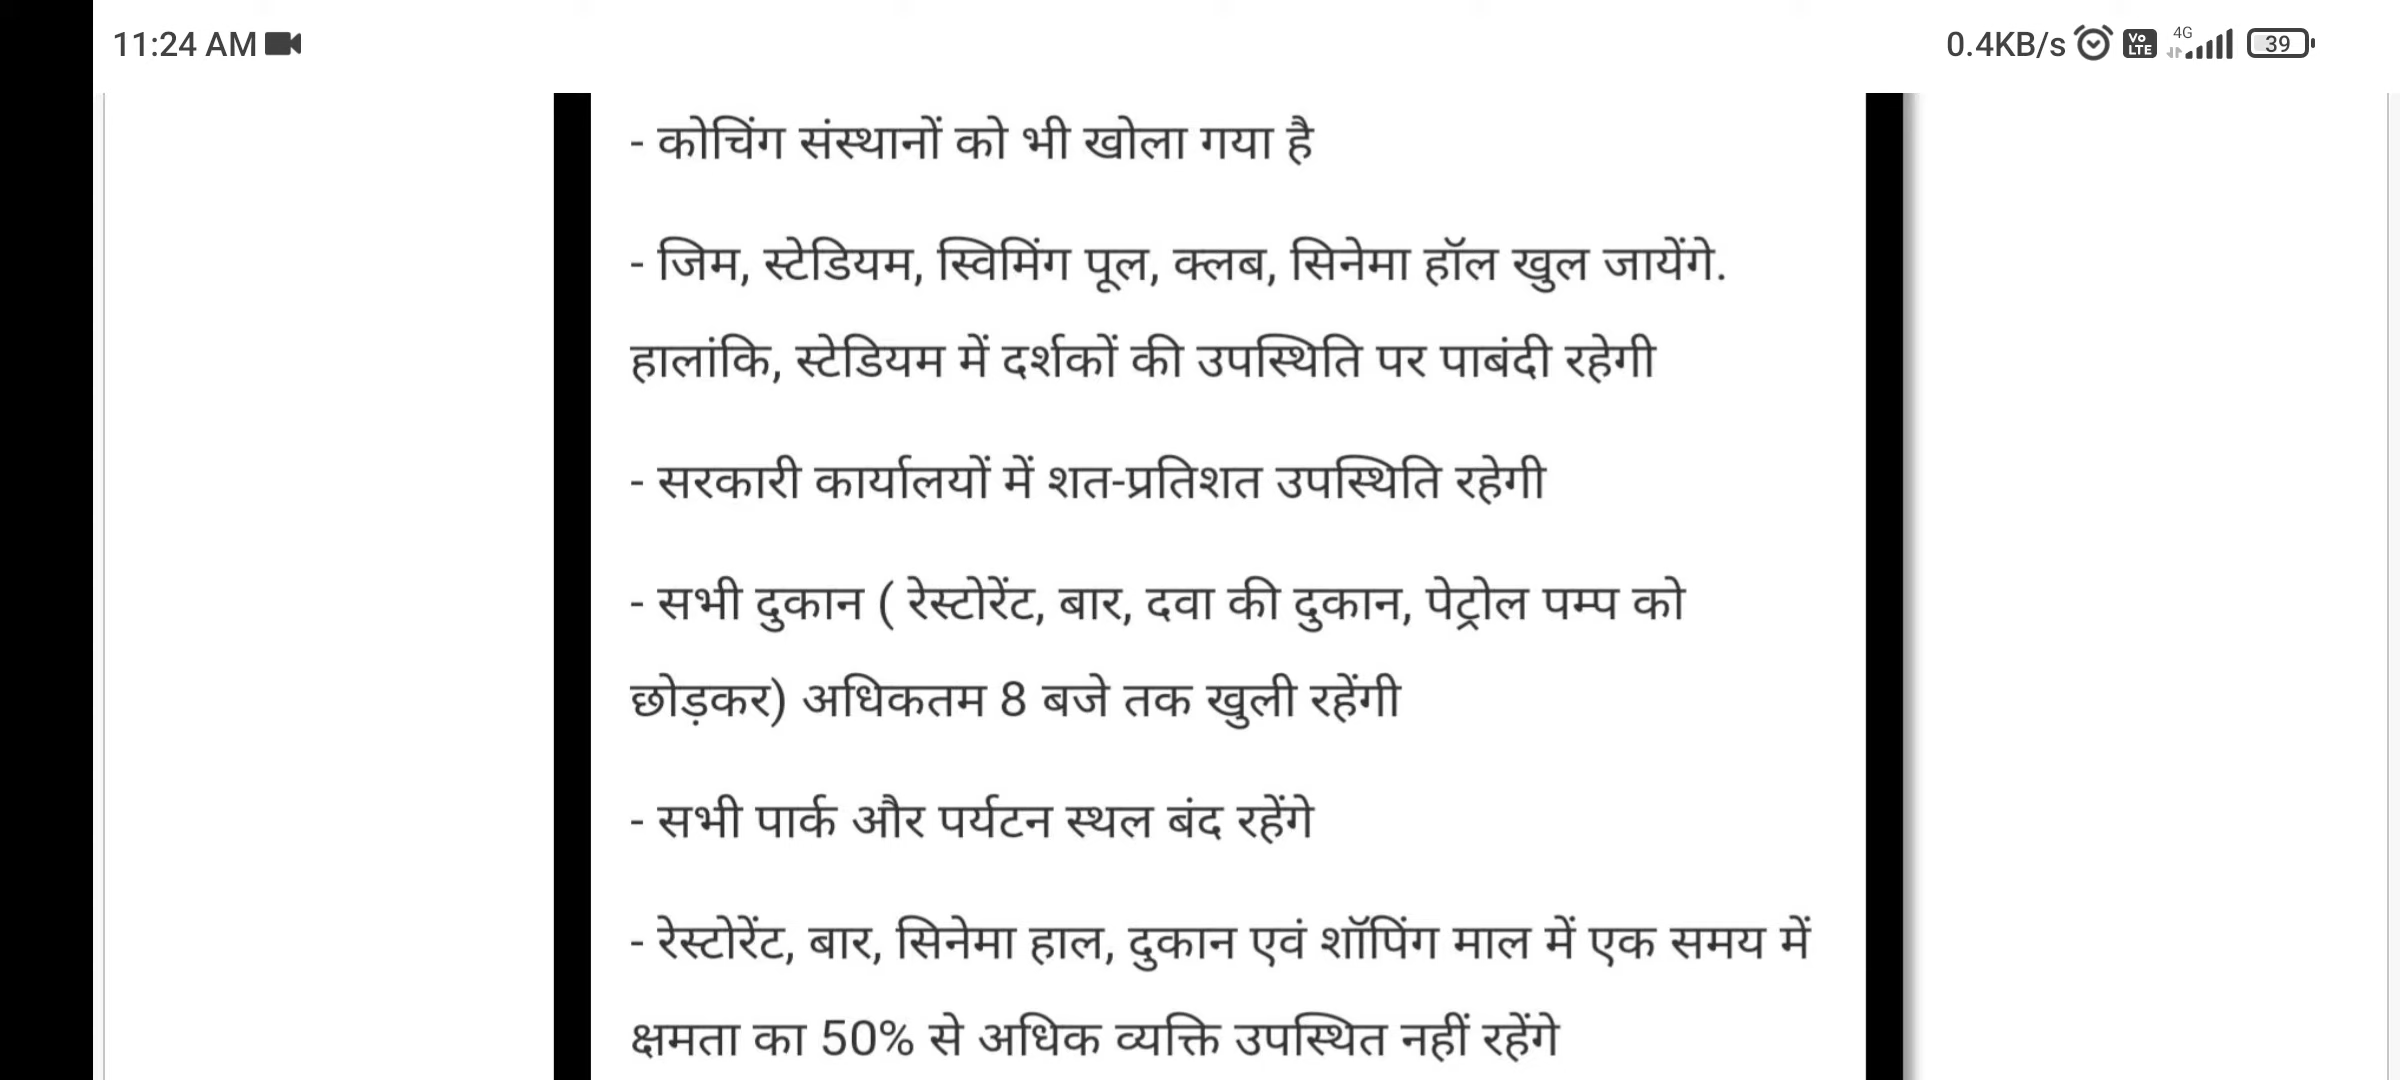 11:24 AM
0.4KB/s Vo LTE 4G 39
- कोचिंग संस्थानों को भी खोला गया है
- जिम, स्टेडियम, स्विमिंग पूल, क्लब, सिनेमा हॉल खुल जायेंगे.
हालांकि, स्टेडियम में दर्शकों की उपस्थिति पर पाबंदी रहेगी
- सरकारी कार्यालयों में शत-प्रतिशत उपस्थिति रहेगी
- सभी दुकान ( रेस्टोरेंट, बार, दवा की दुकान, पेट्रोल पम्प को
छोड़कर) अधिकतम 8 बजे तक खुली रहेंगी
- सभी पार्क और पर्यटन स्थल बंद रहेंगे
- रेस्टोरेंट, बार, सिनेमा हाल, दुकान एवं शॉपिंग माल में एक समय में
क्षमता का 50% से अधिक व्यक्ति उपस्थित नहीं रहेंगे